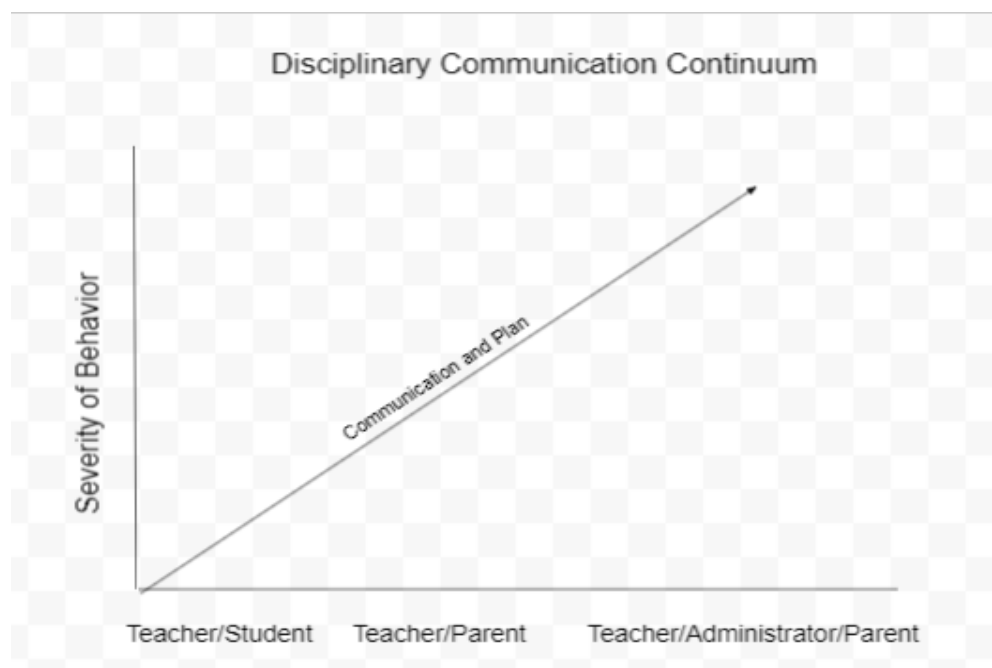 Disciplinary Communication Continuum
Severity of Behavior
Communication and Plan
Teacher/Student
Teacher/Parent
Teacher/Administrator/Parent